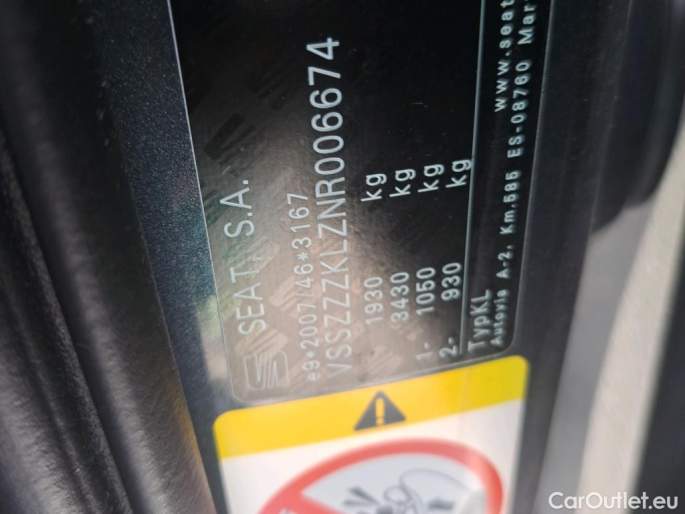 SEAT, S.A.
e9*2007/46*3167
VSSZZZKLZNR006674
1930 kg
3430 kg
1- 1050 kg
2- 930 kg
TypKL www.seat
Autovia A-2, Km.585 ES-08760 Mar
CarOutlet.eu